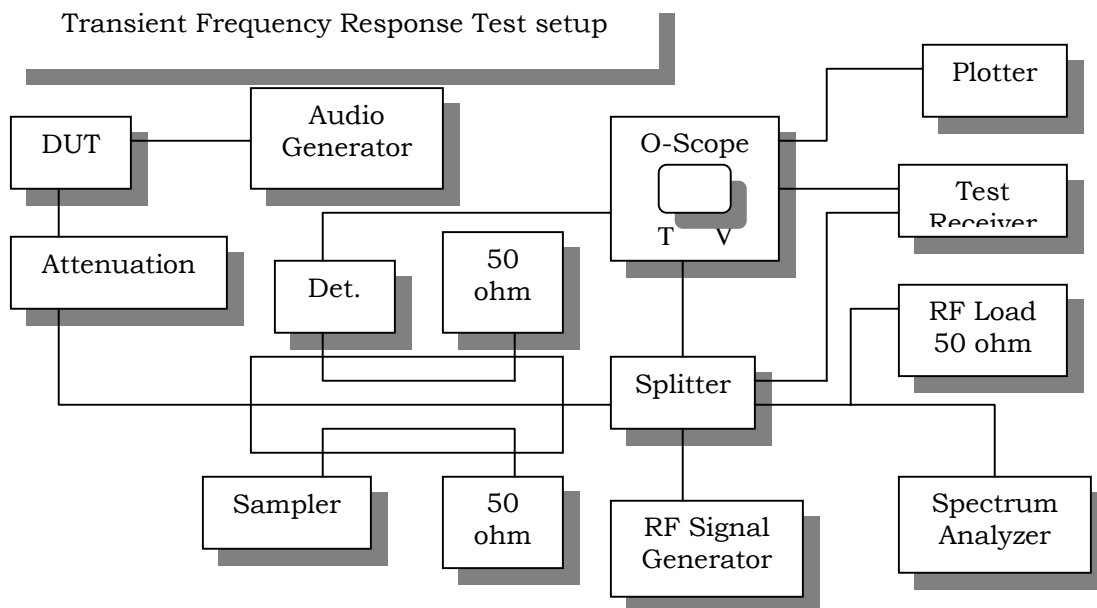 Transient Frequency Response Test setup
Plotter
DUT
Audio
Generator
O-Scope
T V
Test
Receiver
Attenuation
Det.
50
ohm
RF Load
50 ohm
Splitter
Sampler
50
ohm
RF Signal
Generator
Spectrum
Analyzer